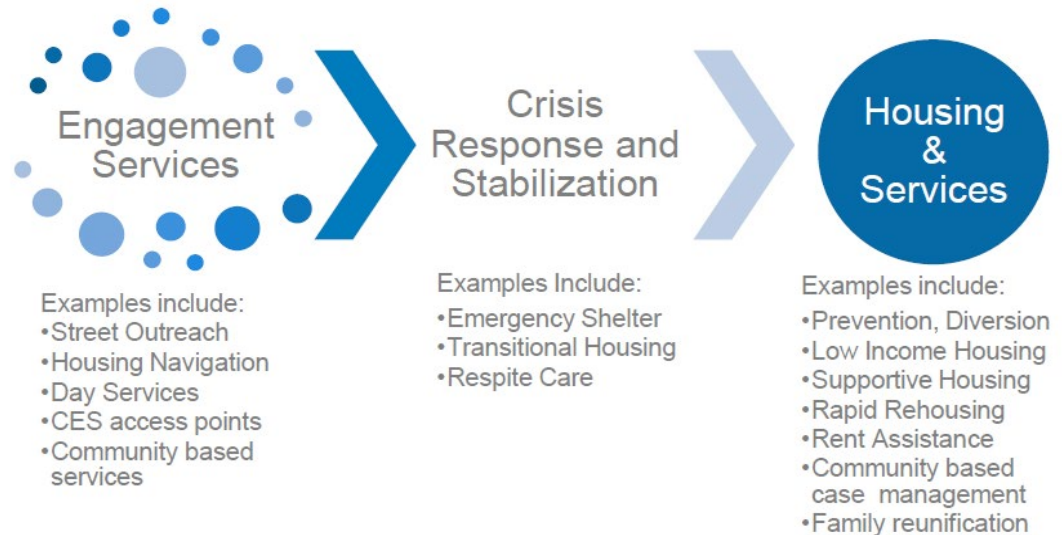 Engagement
Services
Examples include:
•Street Outreach
•Housing Navigation
•Day Services
•CES access points
•Community based
services
Crisis
Response and
Stabilization
Examples Include:
•Emergency Shelter
•Transitional Housing
•Respite Care
Housing
&
Services
Examples include:
•Prevention, Diversion
•Low Income Housing
•Supportive Housing
•Rapid Rehousing
•Rent Assistance
•Community based
case management
•Family reunification